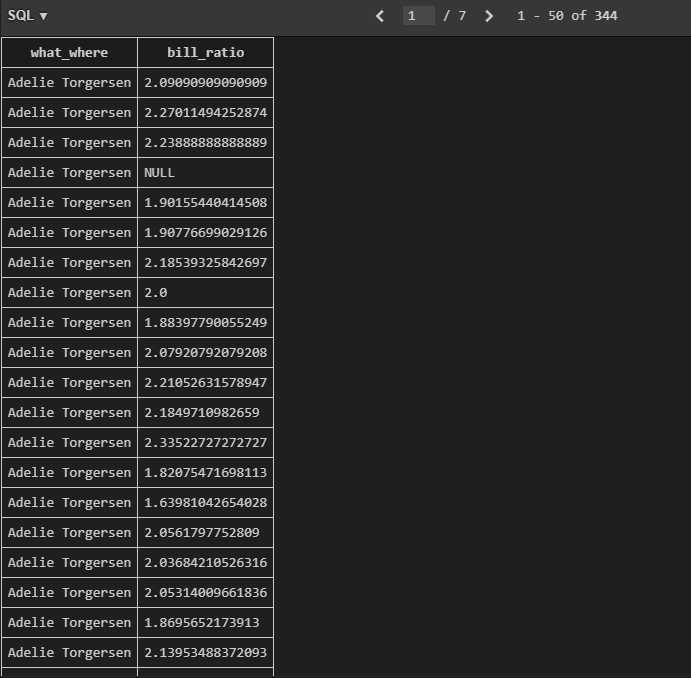 SQL ▼ 1 / 7 1 - 50 of 344
what_where bill_ratio
Adelie Torgersen 2.09090909090909
Adelie Torgersen 2.27011494252874
Adelie Torgersen 2.23888888888889
Adelie Torgersen NULL
Adelie Torgersen 1.90155440414508
Adelie Torgersen 1.90776699029126
Adelie Torgersen 2.18539325842697
Adelie Torgersen 2.0
Adelie Torgersen 1.88397790055249
Adelie Torgersen 2.07920792079208
Adelie Torgersen 2.21052631578947
Adelie Torgersen 2.1849710982659
Adelie Torgersen 2.33522727272727
Adelie Torgersen 1.82075471698113
Adelie Torgersen 1.63981042654028
Adelie Torgersen 2.0561797752809
Adelie Torgersen 2.03684210526316
Adelie Torgersen 2.05314009661836
Adelie Torgersen 1.8695652173913
Adelie Torgersen 2.13953488372093